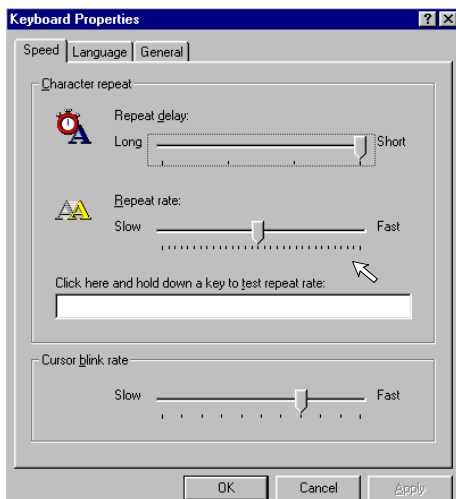 Keyboard Properties
Speed Language General
Character repeat
Repeat delay:
Long Short
Repeat rate:
Slow Fast
Click here and hold down a key to test repeat rate:
Cursor blink rate
Slow Fast
OK Cancel Apply